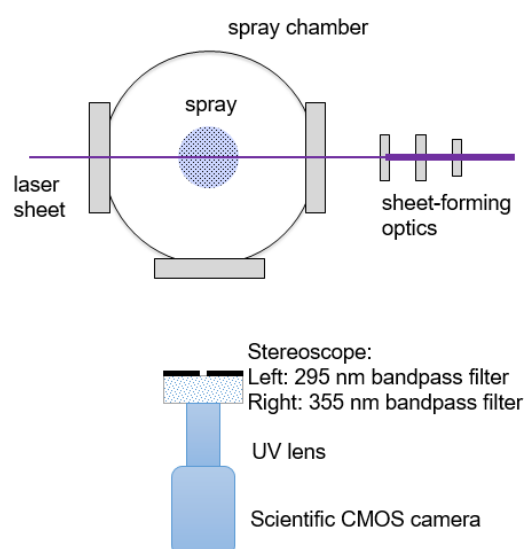 spray chamber
spray
laser
sheet
sheet-forming
optics
Stereoscope:
Left: 295 nm bandpass filter
Right: 355 nm bandpass filter
UV lens
Scientific CMOS camera